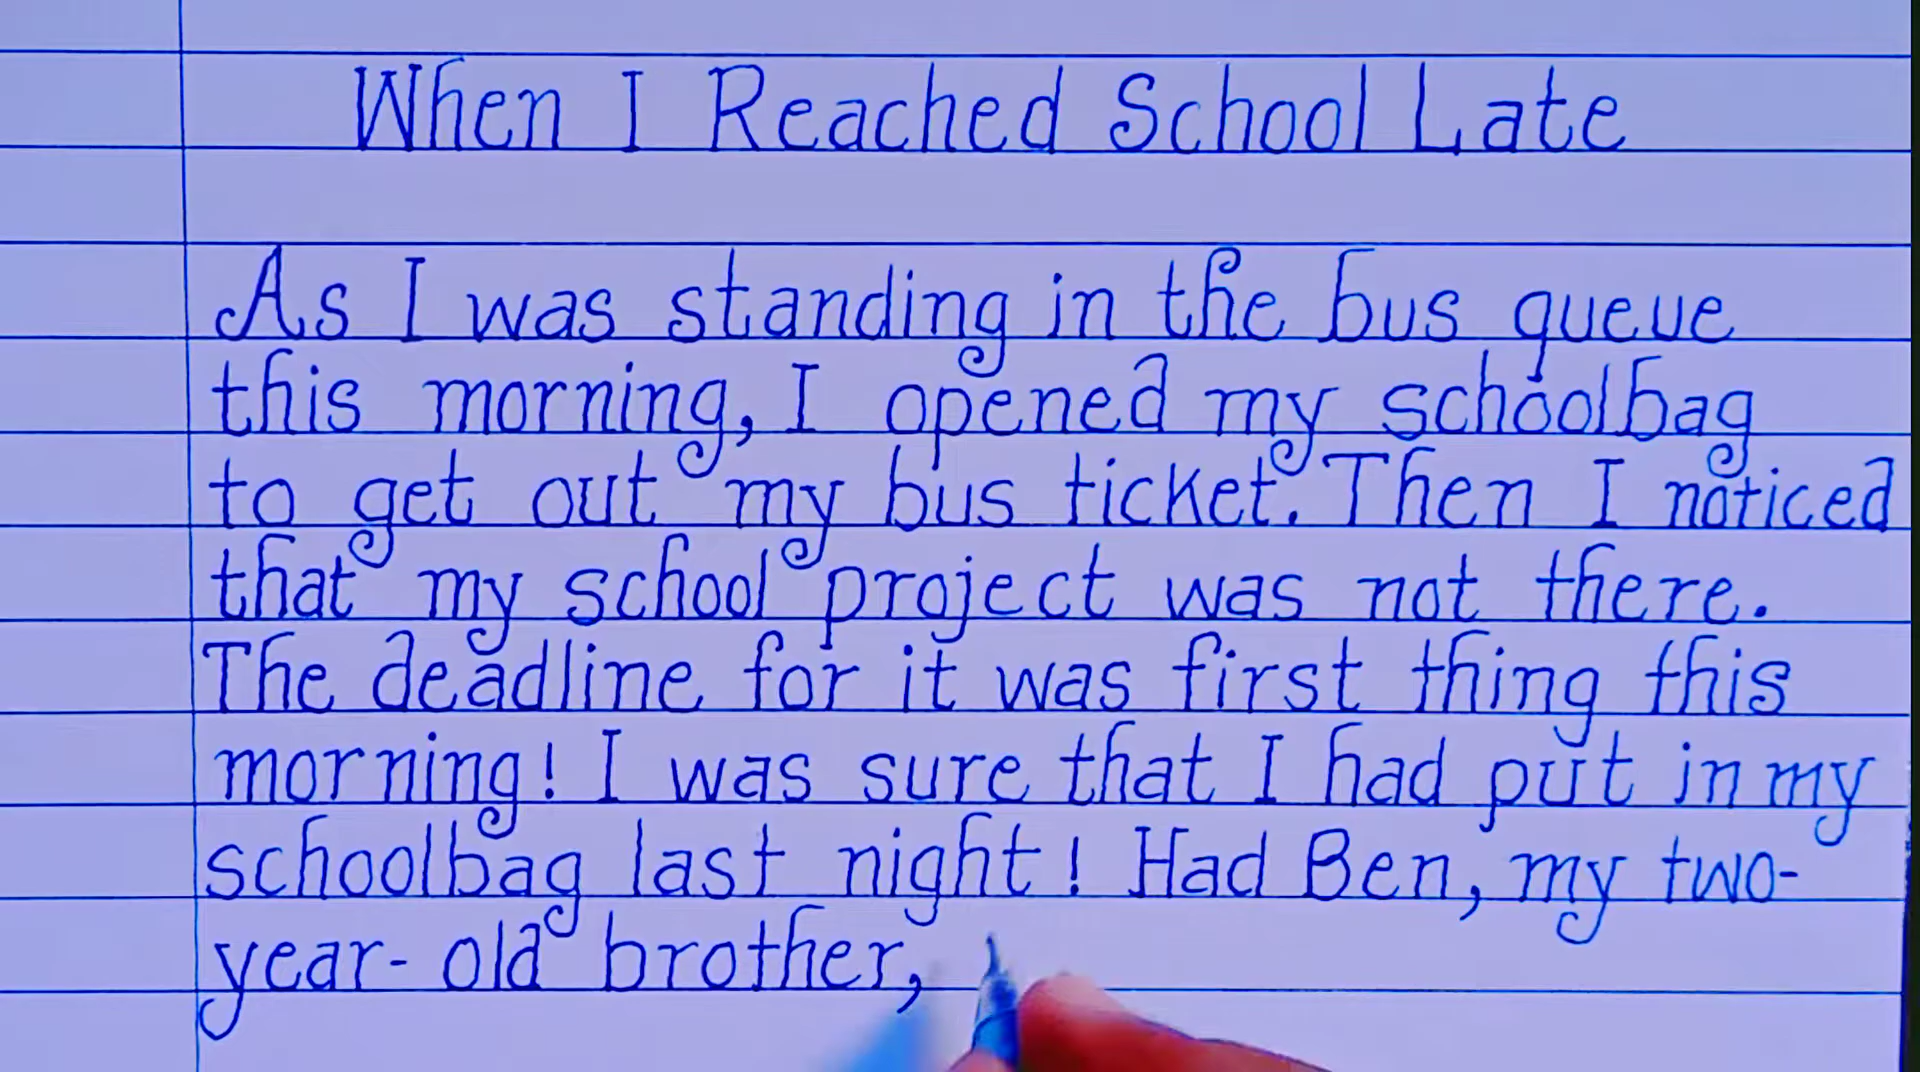 When I Reached School Late
As I was standing in the bus queue
this morning, I opened my schoolbag
to get out my bus ticket. Then I noticed
that my school project was not there.
The deadline for it was first thing this
morning! I was sure that I had put in my
schoolbag last night! Had Ben, my two-
year-old brother,